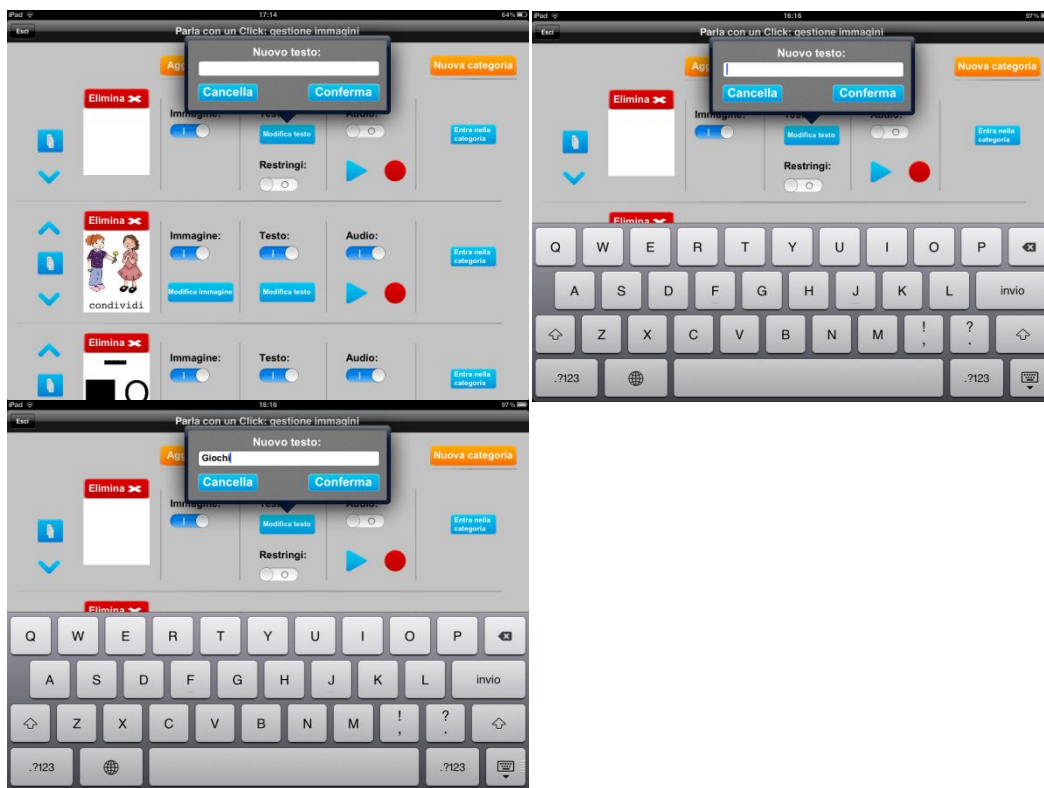 iPad 17:14 64%
Esci Parla con un Click: gestione immagini
Nuovo testo:
Nuova categoria
Cancella Conferma
Elimina
Immagine:
Modifica testo
Entra nella
categoria
Restringi:
Elimina
Immagine: Testo: Audio:
Entra nella
categoria
Modifica immagine Modifica testo
condividi
Elimina
Immagine: Testo: Audio:
Entra nella
categoria
iPad 16:16 97%
Esci Parla con un Click: gestione immagini
Nuovo testo:
Nuova categoria
Cancella Conferma
Elimina
Modifica testo
Entra nella
categoria
Restringi:
Elimina
Q W E R T Y U I O P
A S D F G H J K L invio
Z X C V B N M ! , ? .
.?123 .?123
iPad 16:16 97%
Esci Parla con un Click: gestione immagini
Nuovo testo:
Giochi
Nuova categoria
Cancella Conferma
Elimina
Modifica testo
Entra nella
categoria
Restringi:
Elimina
Q W E R T Y U I O P
A S D F G H J K L invio
Z X C V B N M ! , ? .
.?123 .?123